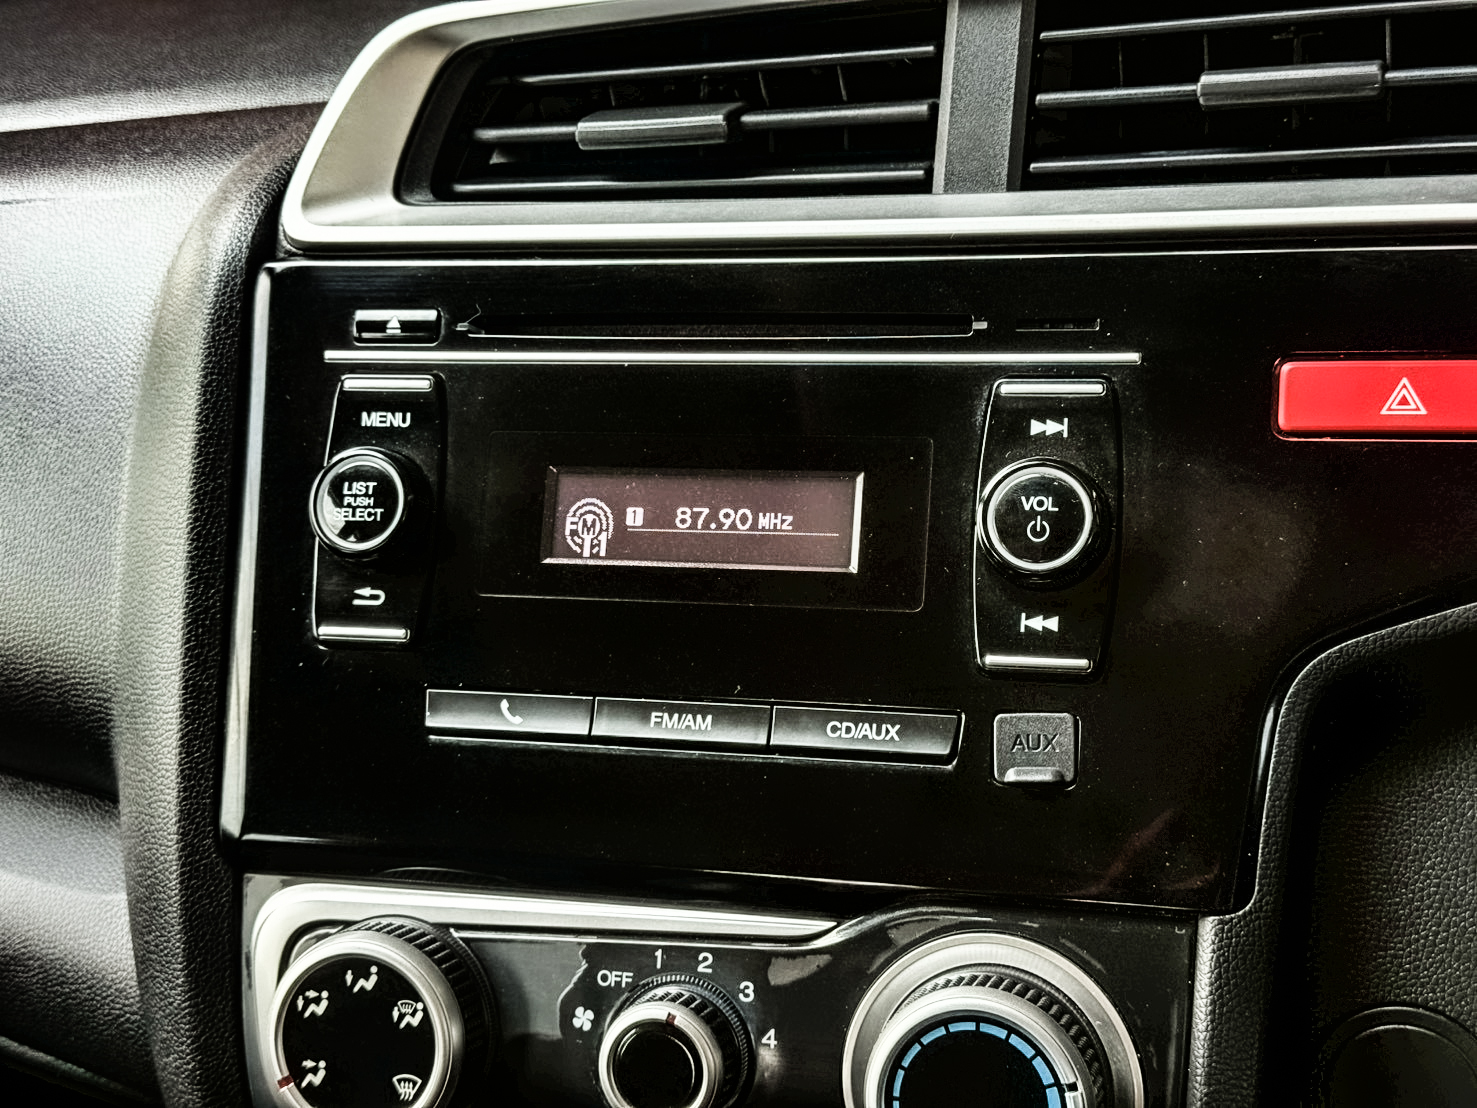 MENU
LIST
PUSH
SELECT
FM
1
1 87.90 MHz
VOL
FM/AM
CD/AUX
AUX
OFF 1 2 3 4